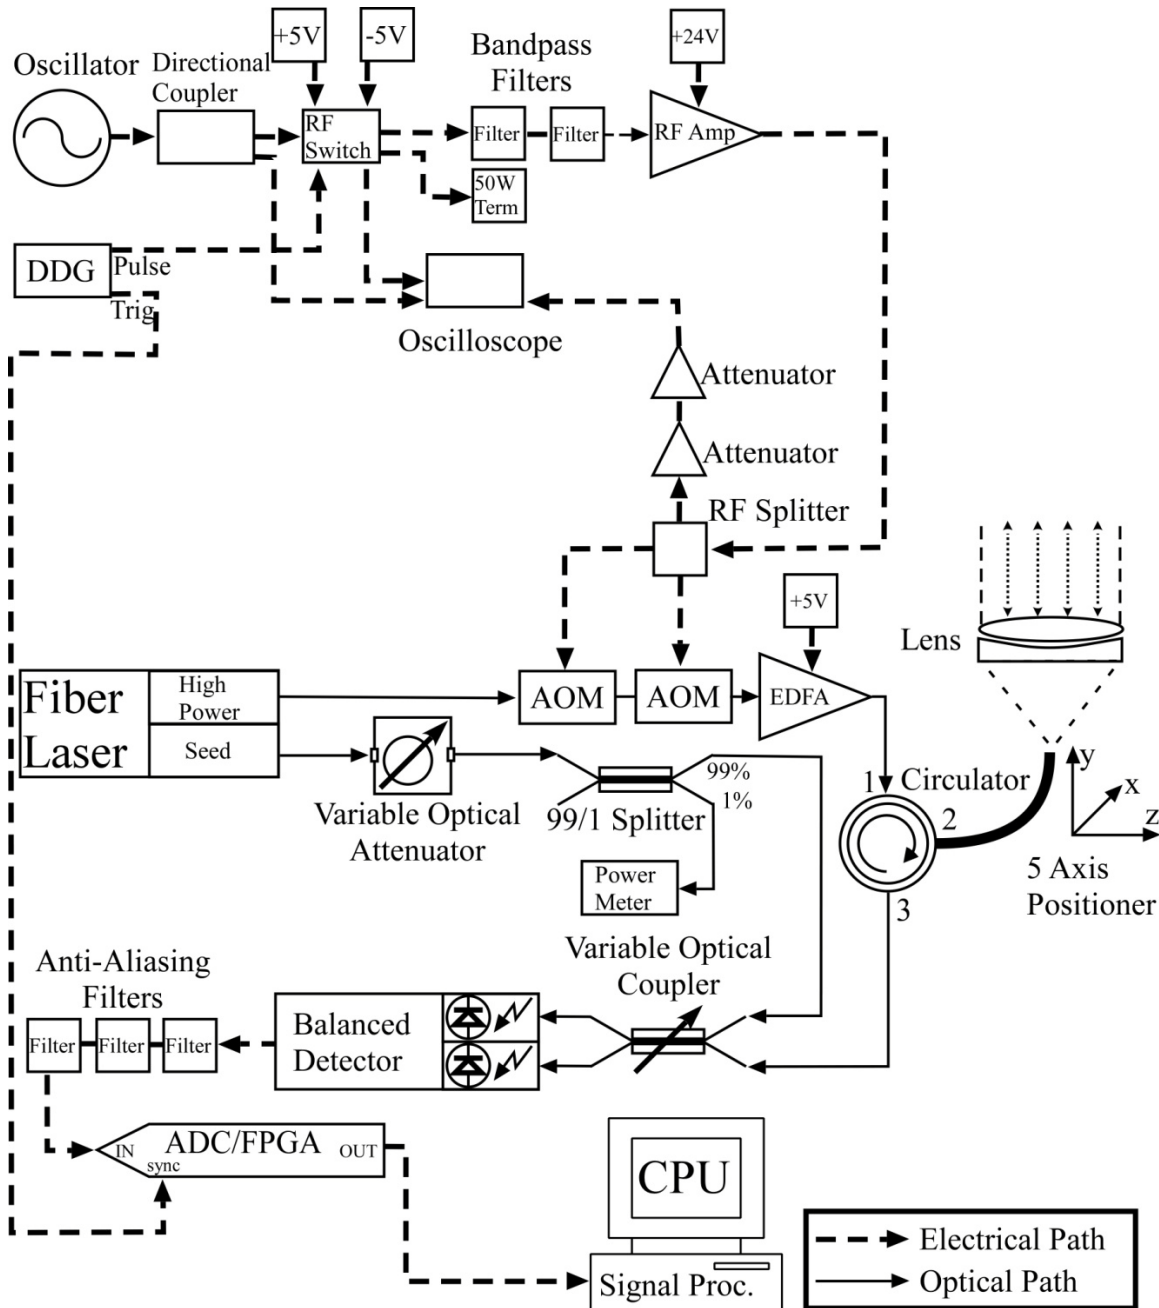 +5V
-5V
+24V
Oscillator
Directional
Coupler
Bandpass
Filters
RF
Switch
Filter
Filter
RF Amp
50W
Term
DDG
Pulse
Trig
Oscilloscope
Attenuator
Attenuator
RF Splitter
+5V
Lens
Fiber
Laser
High
Power
Seed
AOM
AOM
EDFA
Variable Optical
Attenuator
99/1 Splitter
99%
1%
Power
Meter
1
Circulator
2
3
y
x
z
5 Axis
Positioner
Variable Optical
Coupler
Anti-Aliasing
Filters
Filter
Filter
Filter
Balanced
Detector
IN
sync
ADC/FPGA
OUT
CPU
Signal Proc.
Electrical Path
Optical Path